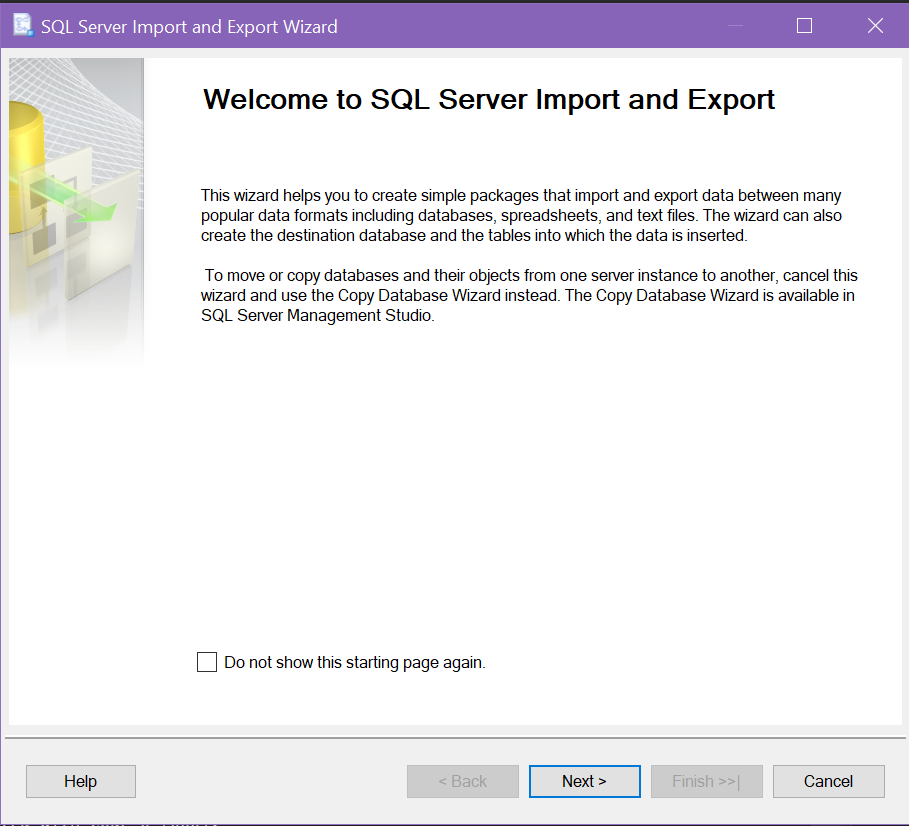 SQL Server Import and Export Wizard
Welcome to SQL Server Import and Export
This wizard helps you to create simple packages that import and export data between many
popular data formats including databases, spreadsheets, and text files. The wizard can also
create the destination database and the tables into which the data is inserted.
To move or copy databases and their objects from one server instance to another, cancel this
wizard and use the Copy Database Wizard instead. The Copy Database Wizard is available in
SQL Server Management Studio.
Do not show this starting page again.
Help
< Back
Next >
Finish >>|
Cancel